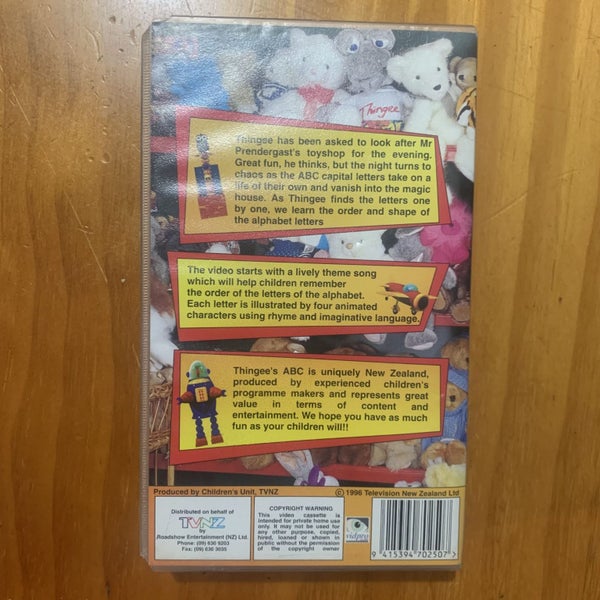 Thingee
Thingee has been asked to look after Mr
Prendergast's toyshop for the evening.
Great fun, he thinks, but the night turns to
chaos as the ABC capital letters take on a
life of their own and vanish into the magic
house. As Thingee finds the letters one
by one, we learn the order and shape of
the alphabet letters
The video starts with a lively theme song
which will help children remember
the order of the letters of the alphabet.
Each letter is illustrated by four animated
characters using rhyme and imaginative language.
Thingee's ABC is uniquely New Zealand,
produced by experienced children's
programme makers and represents great
value in terms of content and
entertainment. We hope you have as much
fun as your children will!!
Produced by Children's Unit, TVNZ
© 1996 Television New Zealand Ltd
Distributed on behalf of
TVNZ
by
Roadshow Entertainment (NZ) Ltd.
Phone: (09) 630 9203
Fax: (09) 630 3035
COPYRIGHT WARNING
This video cassette is
intended for private home use
only. It may not be used for
any other purpose, copied,
hired, loaned or shown in
public without the permission
of the copyright owner
vidpro
9 415394 702507 >